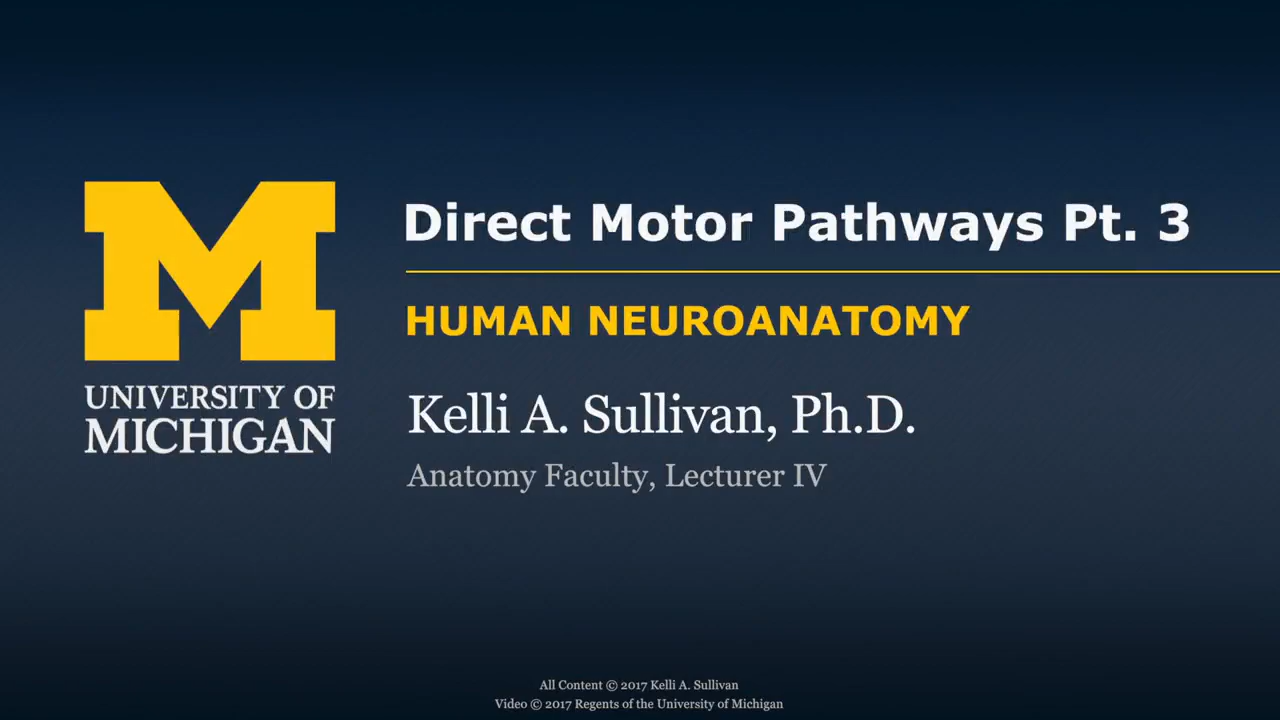 Direct Motor Pathways Pt. 3
HUMAN NEUROANATOMY
Kelli A. Sullivan, Ph.D.
Anatomy Faculty, Lecturer IV
M
UNIVERSITY OF
MICHIGAN
All Content © 2017 Kelli A. Sullivan
Video © 2017 Regents of the University of Michigan